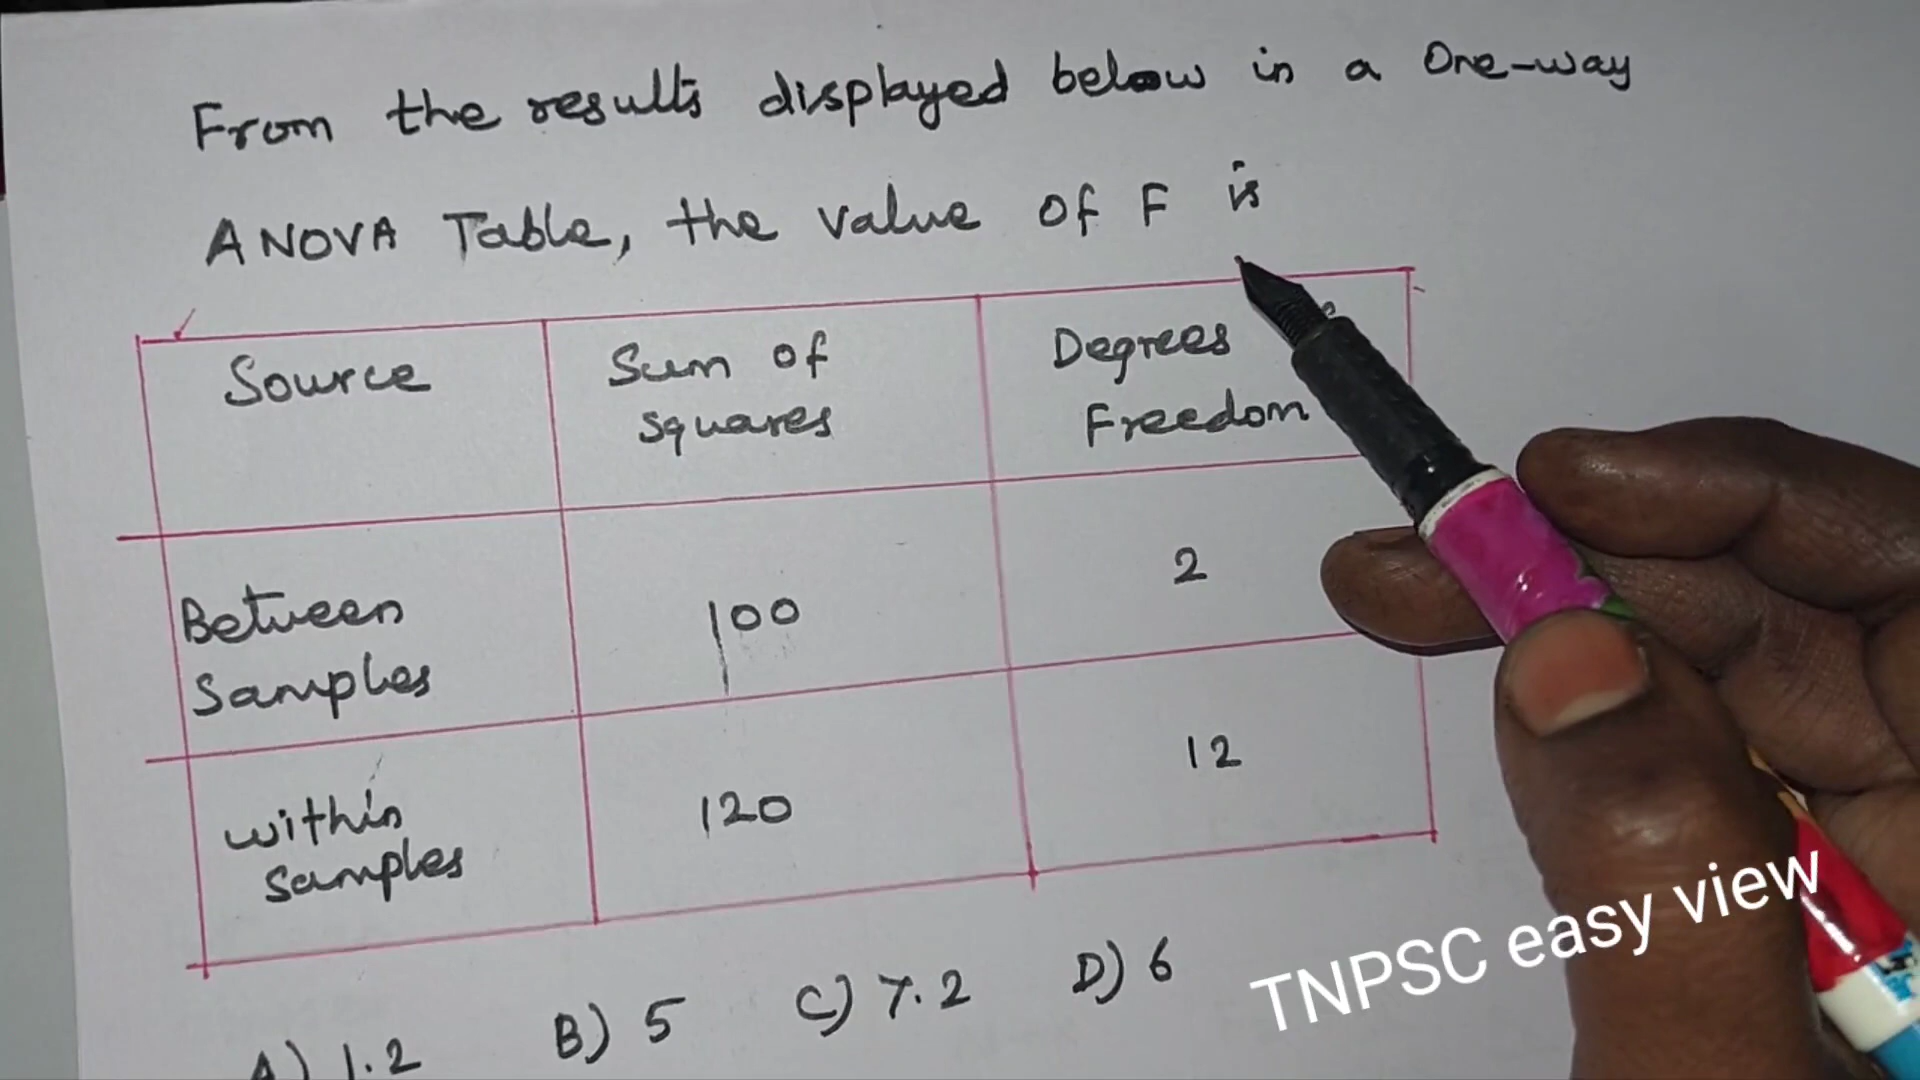 From the results displayed below in a One-way
ANOVA Table, the value of F is
Source
Sum of
squares
Degrees
Freedom
Between
Samples
100
2
within
Samples
120
12
A) 1.2 B) 5 C) 7.2 D) 6
TNPSC easy view